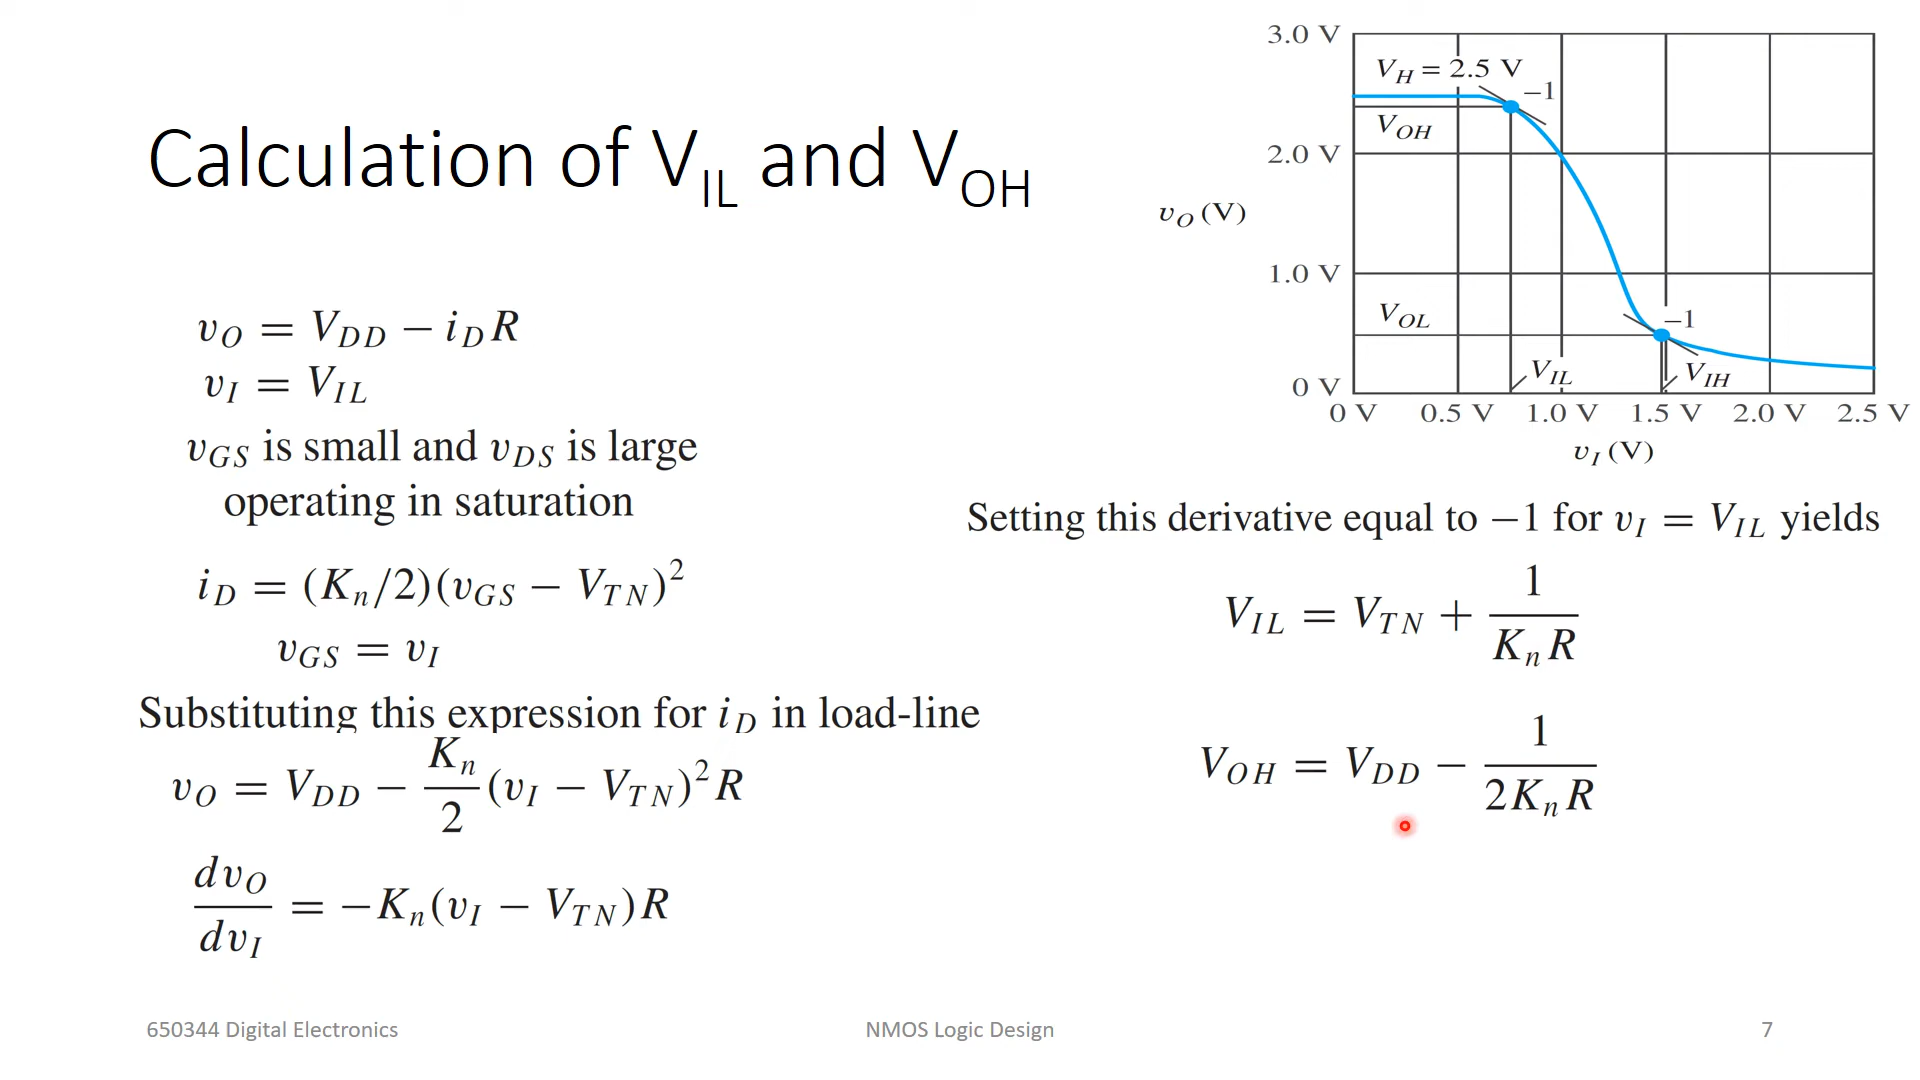 Calculation of V_IL and V_OH
v_O = V_DD − i_D R
v_I = V_IL
v_GS is small and v_DS is large
operating in saturation
i_D = (K_n/2)(v_GS − V_TN)^2
v_GS = v_I
Substituting this expression for i_D in load-line
v_O = V_DD − K_n/2 (v_I − V_TN)^2 R
dv_O/dv_I = −K_n(v_I − V_TN)R
3.0 V
V_H = 2.5 V
−1
V_OH
2.0 V
v_O (V)
1.0 V
V_OL
−1
V_IL
V_IH
0 V
0 V 0.5 V 1.0 V 1.5 V 2.0 V 2.5 V
v_I (V)
Setting this derivative equal to −1 for v_I = V_IL yields
V_IL = V_TN + 1/(K_n R)
V_OH = V_DD − 1/(2K_n R)
650344 Digital Electronics
NMOS Logic Design
7